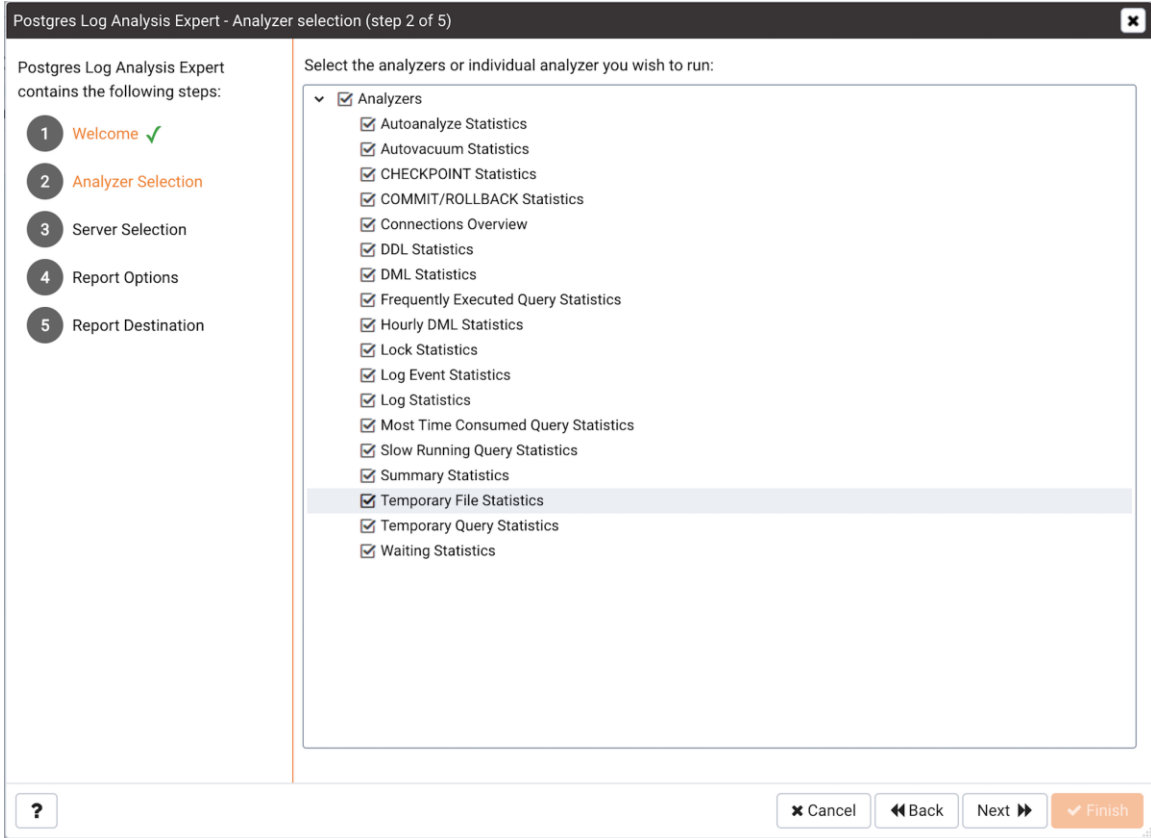 Postgres Log Analysis Expert - Analyzer selection (step 2 of 5)
Postgres Log Analysis Expert
contains the following steps:
1 Welcome
2 Analyzer Selection
3 Server Selection
4 Report Options
5 Report Destination
Select the analyzers or individual analyzer you wish to run:
Analyzers
Autoanalyze Statistics
Autovacuum Statistics
CHECKPOINT Statistics
COMMIT/ROLLBACK Statistics
Connections Overview
DDL Statistics
DML Statistics
Frequently Executed Query Statistics
Hourly DML Statistics
Lock Statistics
Log Event Statistics
Log Statistics
Most Time Consumed Query Statistics
Slow Running Query Statistics
Summary Statistics
Temporary File Statistics
Temporary Query Statistics
Waiting Statistics
? Cancel Back Next Finish